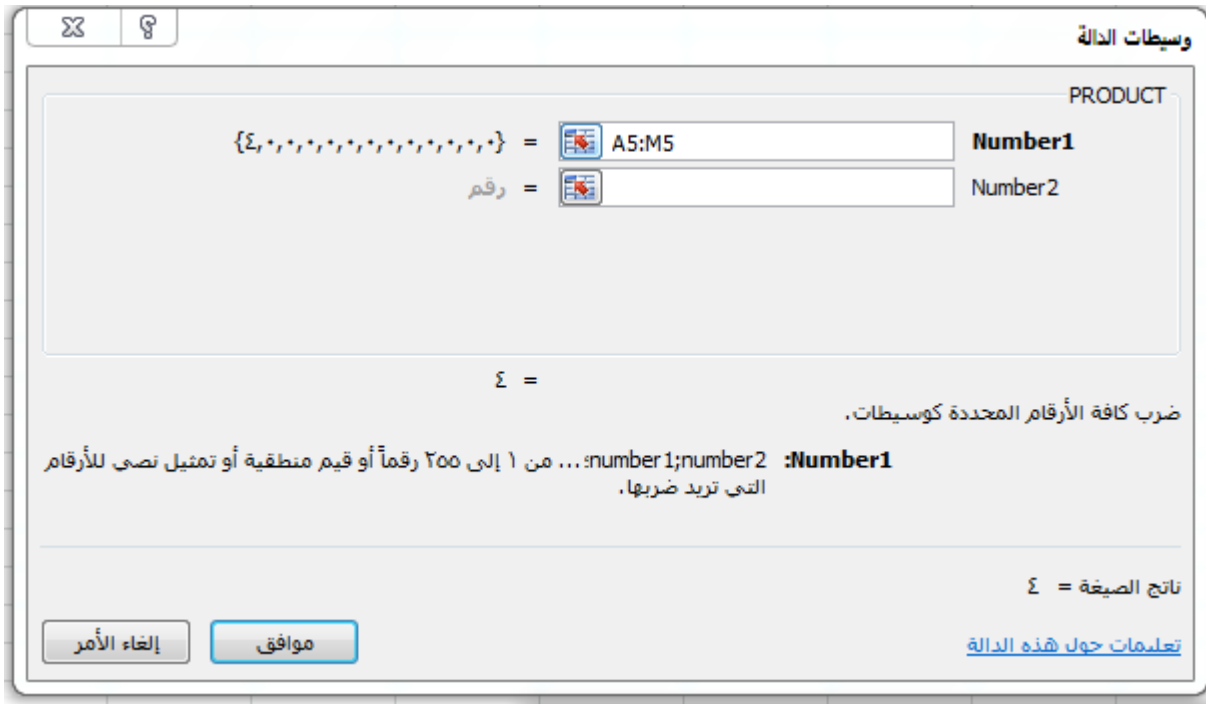 وسيطات الدالة
PRODUCT
Number1 A5:M5 = {٤,٠,٠,٠,٠,٠,٠,٠,٠,٠,٠,٠,٠}
Number2 = رقم
= ٤
ضرب كافة الأرقام المحددة كوسيطات.
Number1: number1;number2;... من ١ إلى ٢٥٥ رقماً أو قيم منطقية أو تمثيل نصي للأرقام
التي تريد ضربها.
ناتج الصيغة = ٤
تعليمات حول هذه الدالة
موافق
إلغاء الأمر